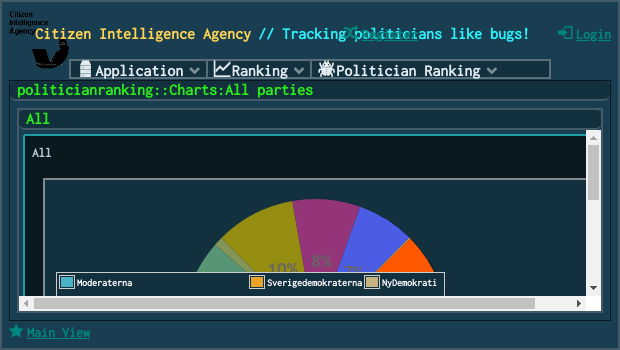 Citizen
Intelligence
Agency
Citizen Intelligence Agency // Tracking politicians like bugs!
Register
Login
Application
Ranking
Politician Ranking
politicianranking::Charts:All parties
All
All
10%
8%
Moderaterna
Sverigedemokraterna
NyDemokrati
Main View